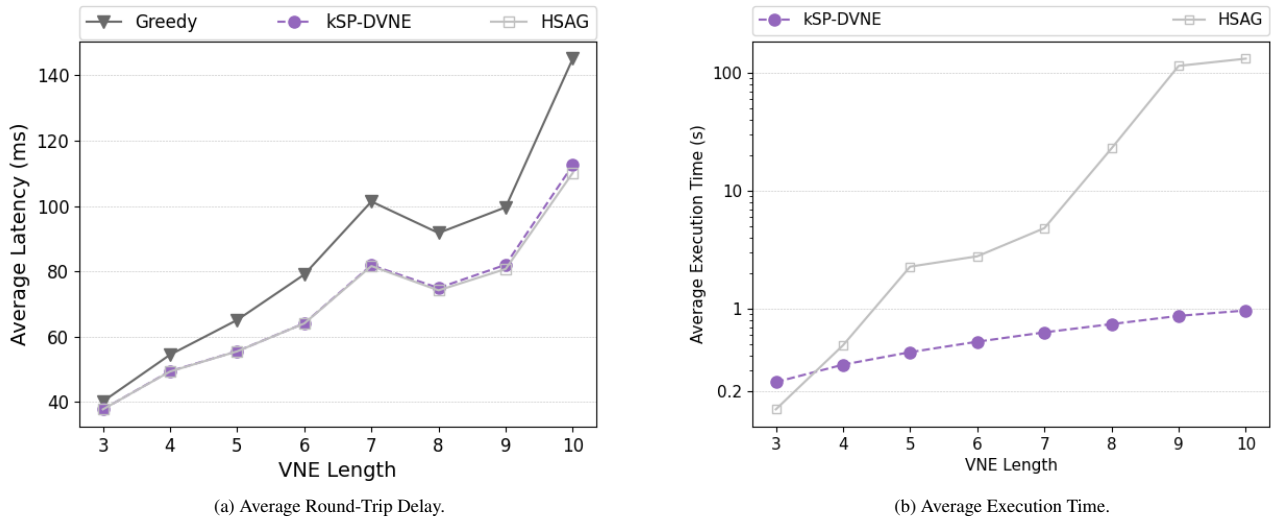 Greedy kSP-DVNE HSAG
140
120
100
80
60
40
Average Latency (ms)
3 4 5 6 7 8 9 10
VNE Length
(a) Average Round-Trip Delay.
kSP-DVNE HSAG
100
10
1
0.2
Average Execution Time (s)
3 4 5 6 7 8 9 10
VNE Length
(b) Average Execution Time.